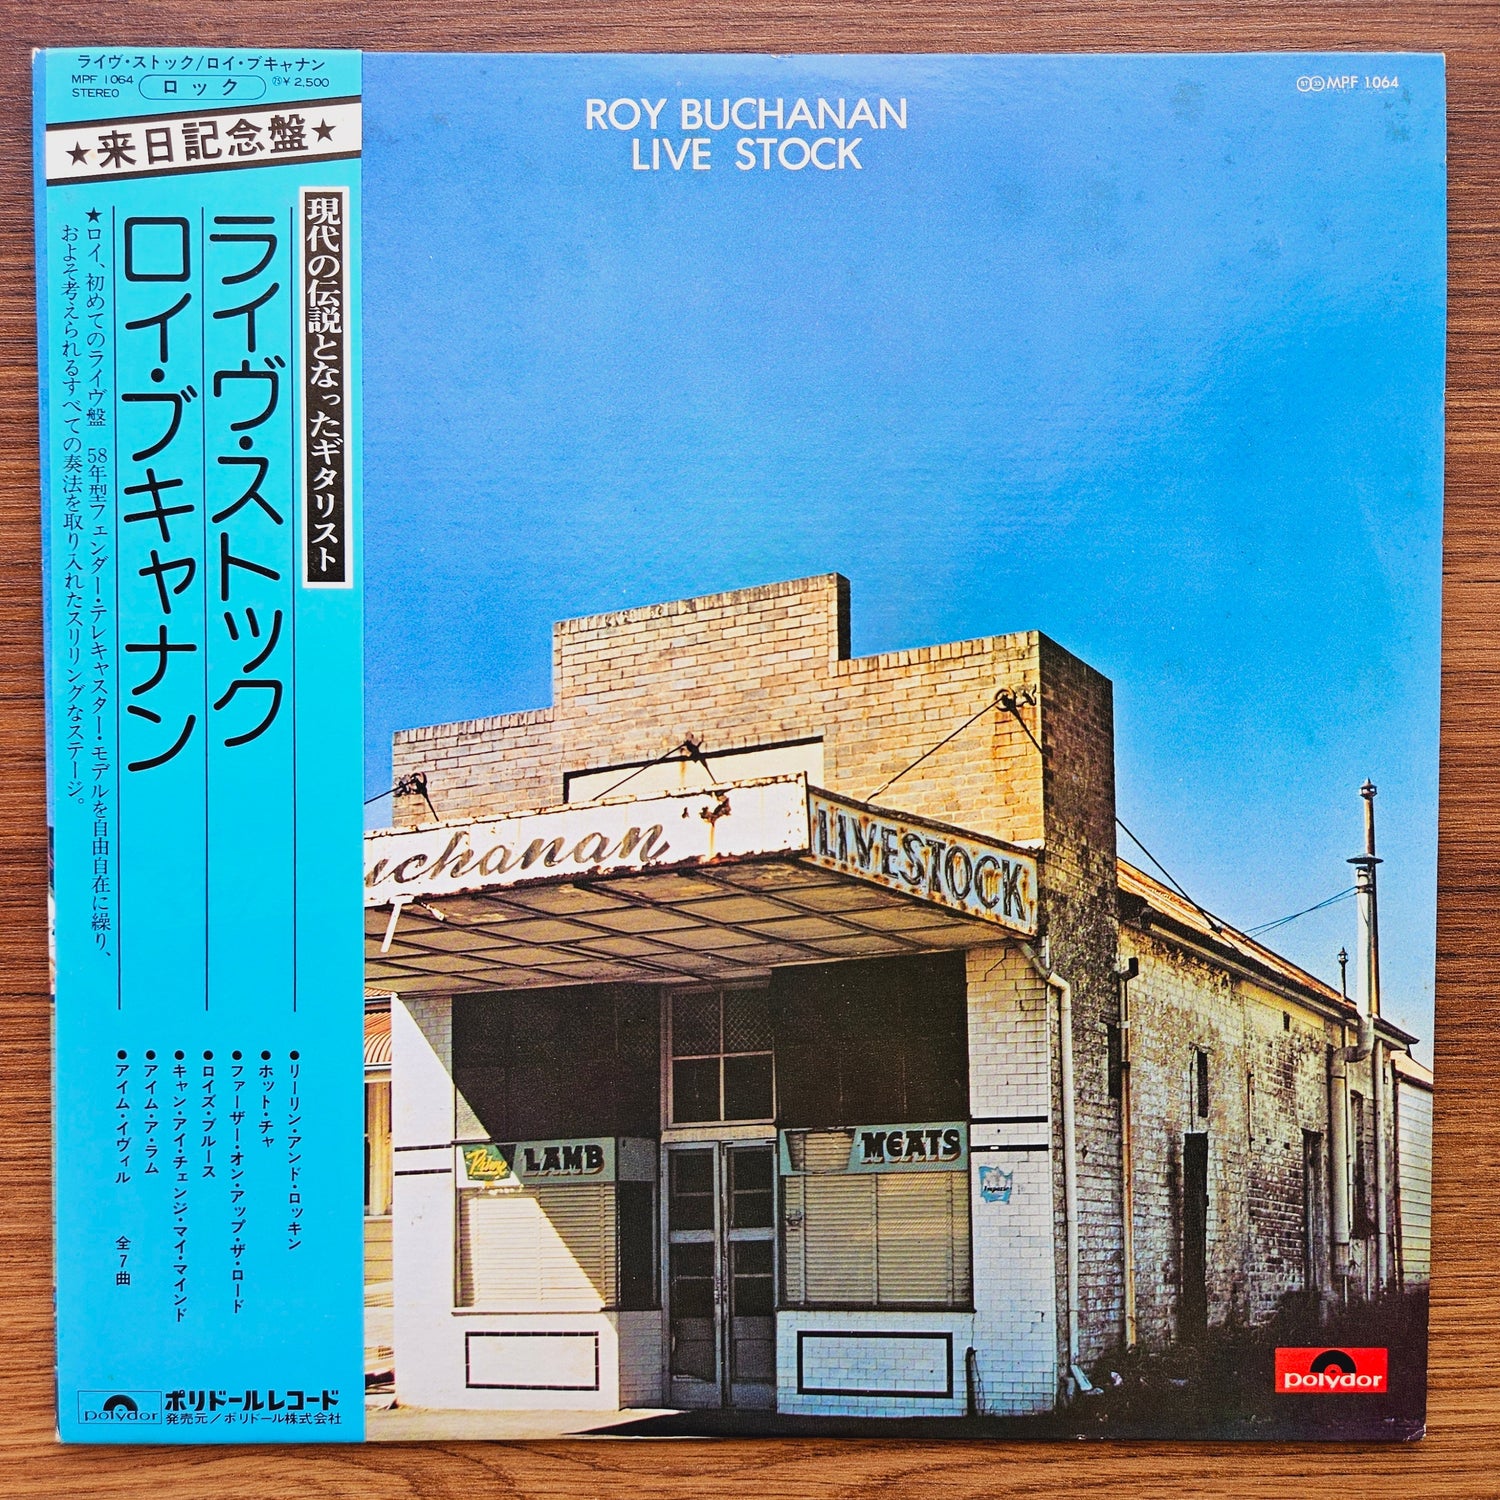 ライヴ・ストック/ロイ・ブキャナン
MPF 1064
STEREO
ロック
㉕¥2,500
★来日記念盤★
現代の伝説となったギタリスト
ライヴ・ストック
ロイ・ブキャナン
★ロイ、初めてのライヴ盤 58年型フェンダー・テレキャスター・モデルを自由自在に繰り、
およそ考えられるすべての奏法を取り入れたスリリングなステージ。
●リーリン・アンド・ロッキン
●ホット・チャ
●ファーザー・オン・アップ・ザ・ロード
●ロイズ・ブルース
●キャン・アイ・チェンジ・マイ・マインド
●アイム・ア・ラム
●アイム・イヴィル 全7曲
polydor
ポリドールレコード
発売元/ポリドール株式会社
ROY BUCHANAN
LIVE STOCK
MPF 1064
uchanan
LIVESTOCK
LAMB
MEATS
polydor